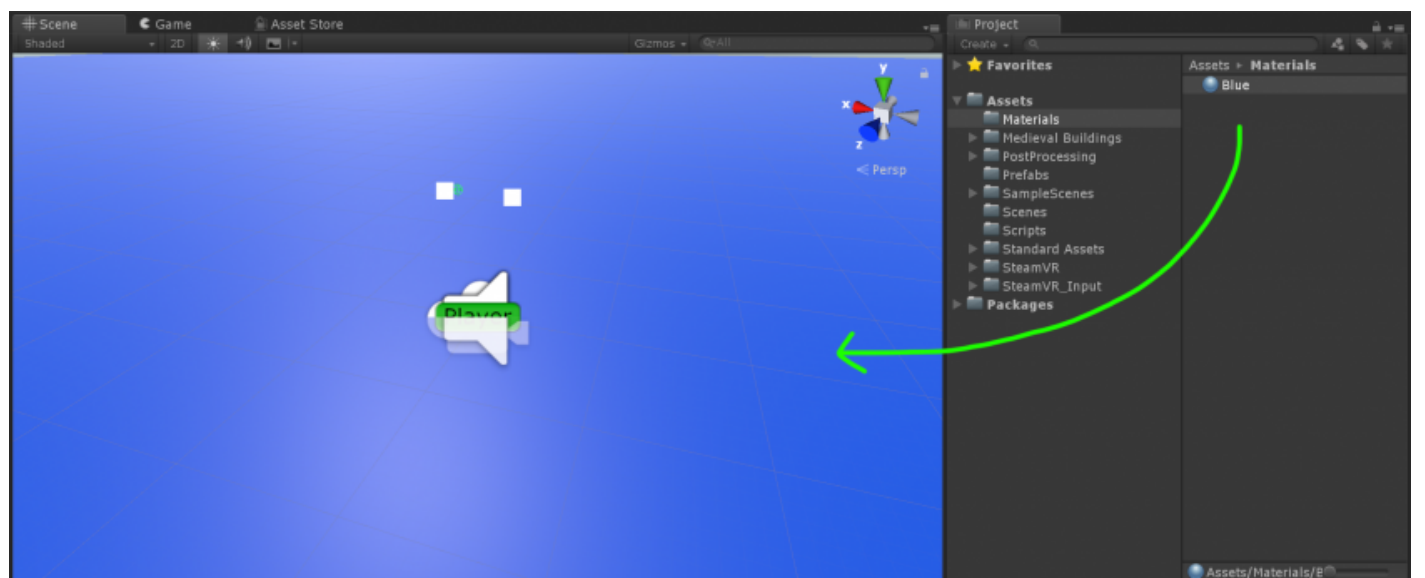 Scene Game Asset Store
Shaded 2D Gizmos All
y
x
z
Persp
Player
Project
Create
Favorites
Assets
Materials
Medieval Buildings
PostProcessing
Prefabs
SampleScenes
Scenes
Scripts
Standard Assets
SteamVR
SteamVR_Input
Packages
Assets Materials
Blue
Assets/Materials/B